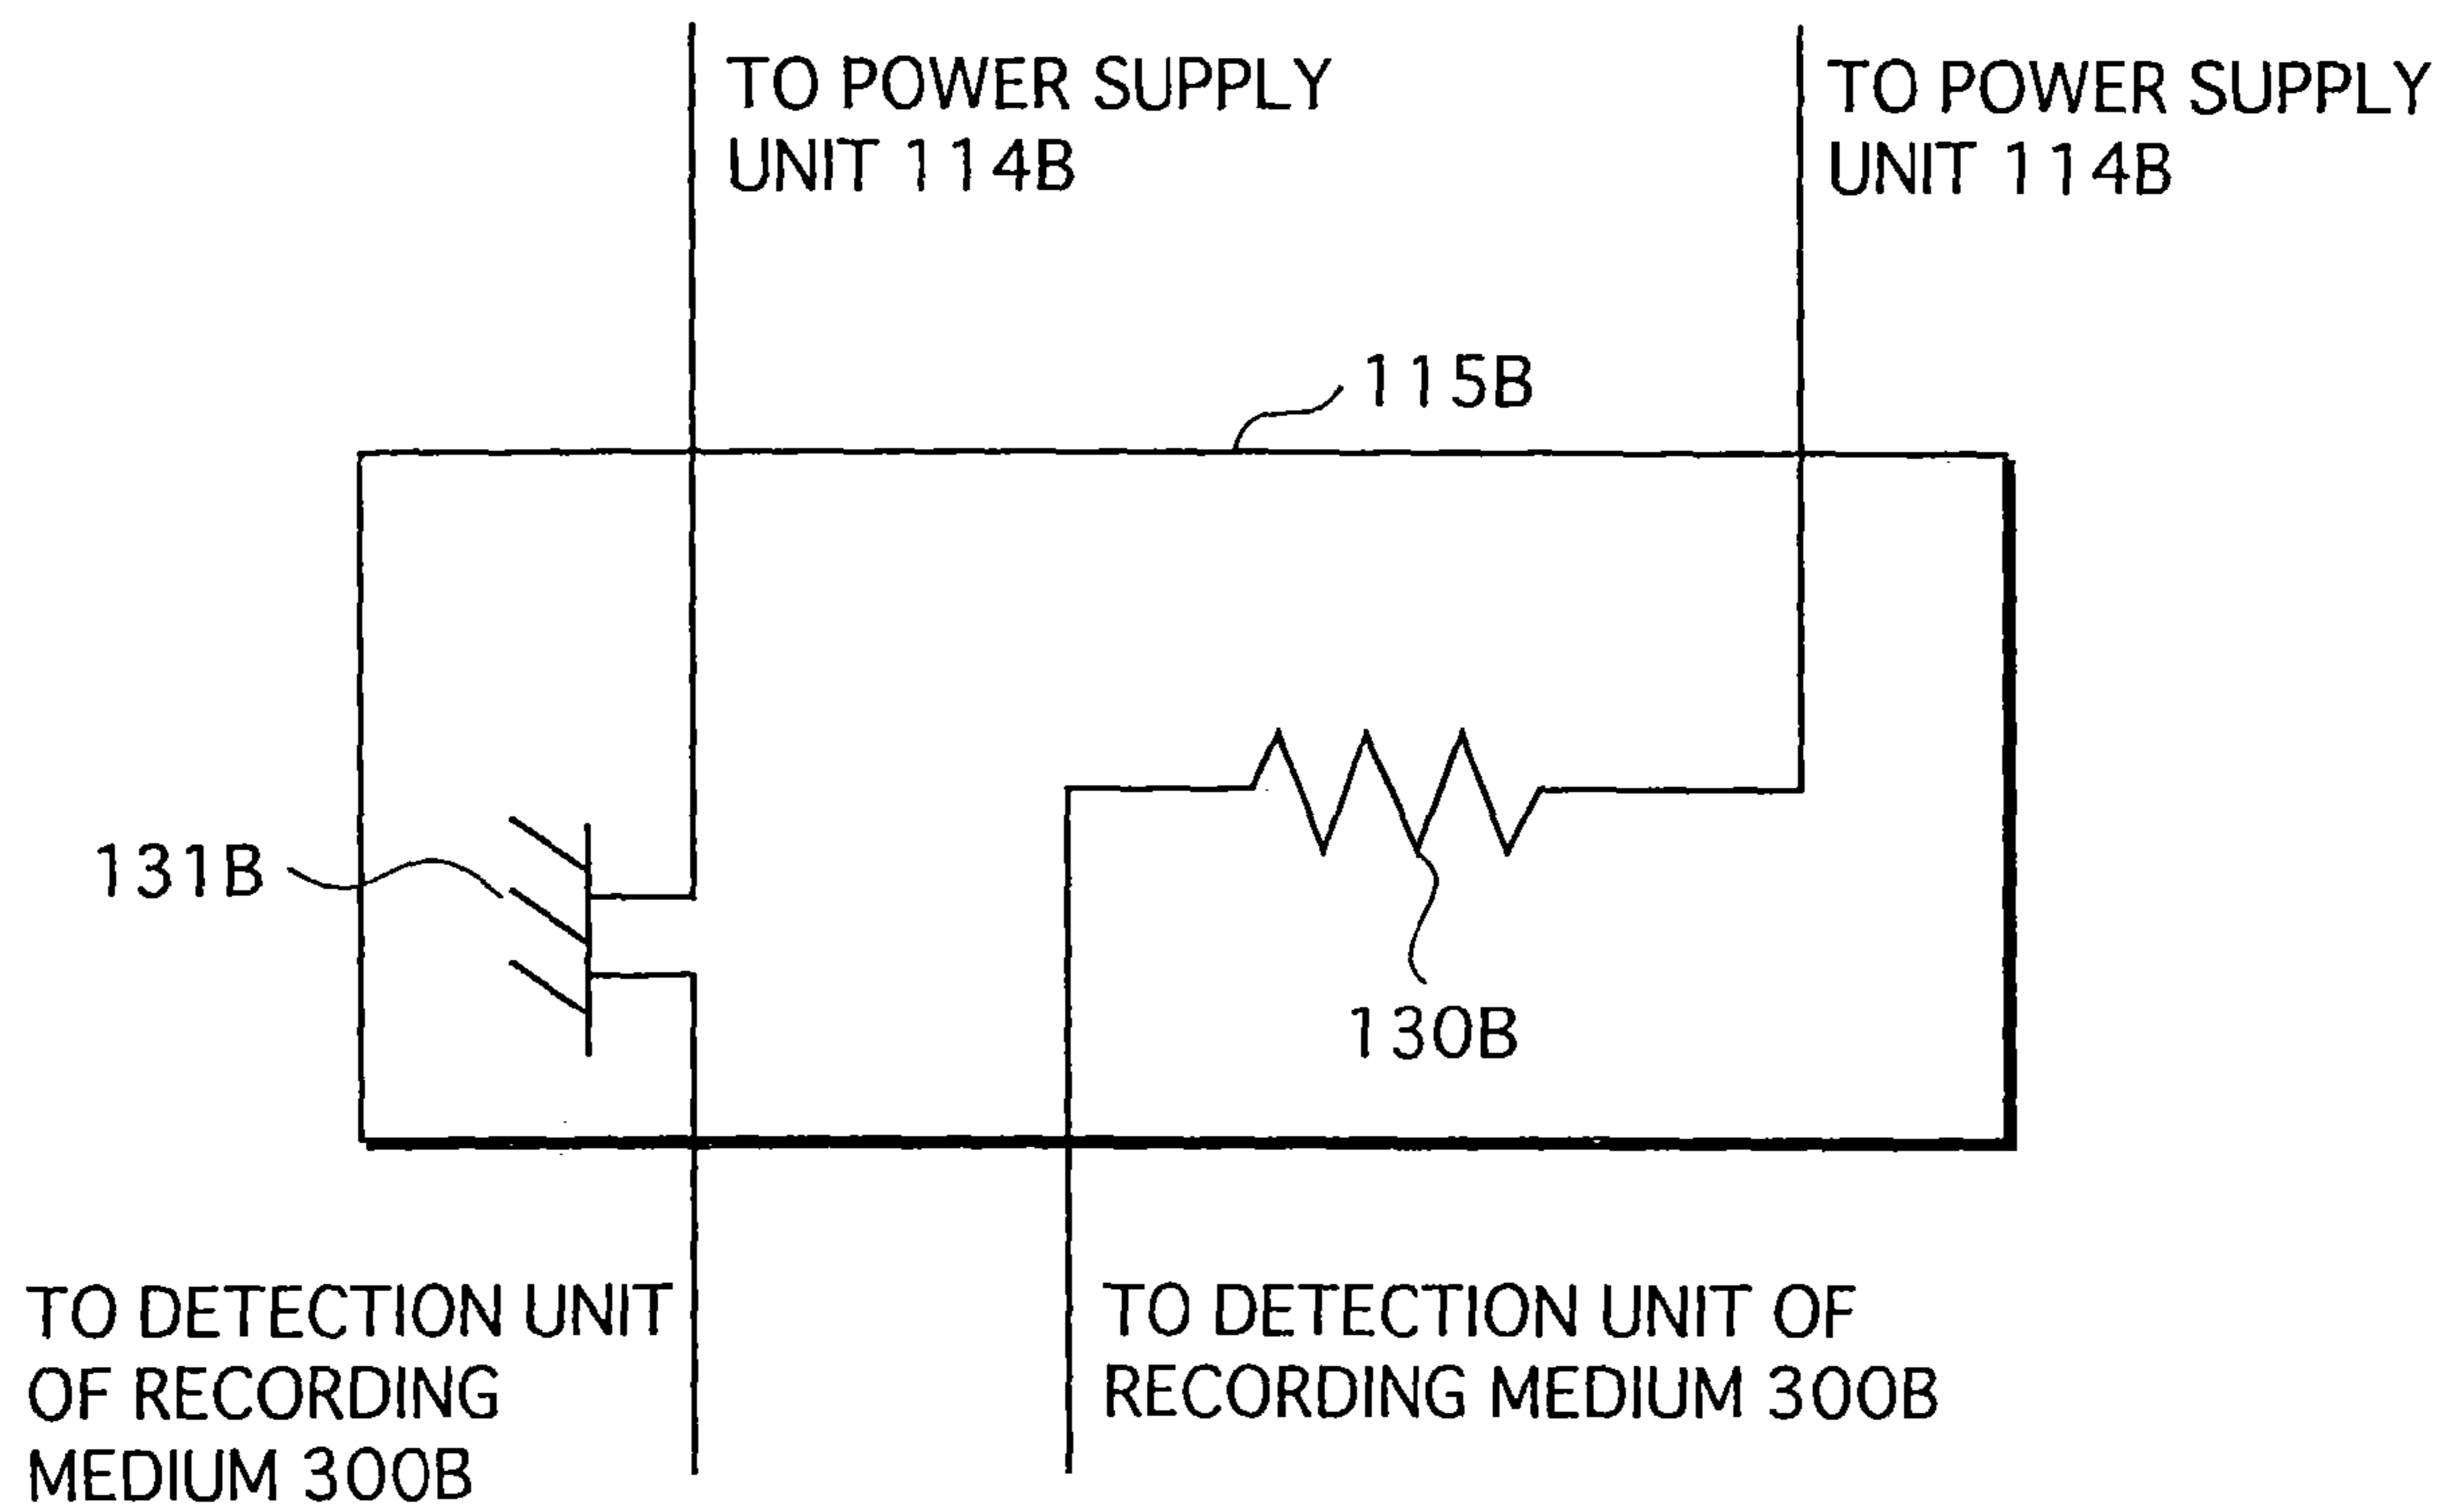 TO POWER SUPPLY
UNIT 114B
TO POWER SUPPLY
UNIT 114B
115B
131B
130B
TO DETECTION UNIT
OF RECORDING
MEDIUM 300B
TO DETECTION UNIT OF
RECORDING MEDIUM 300B